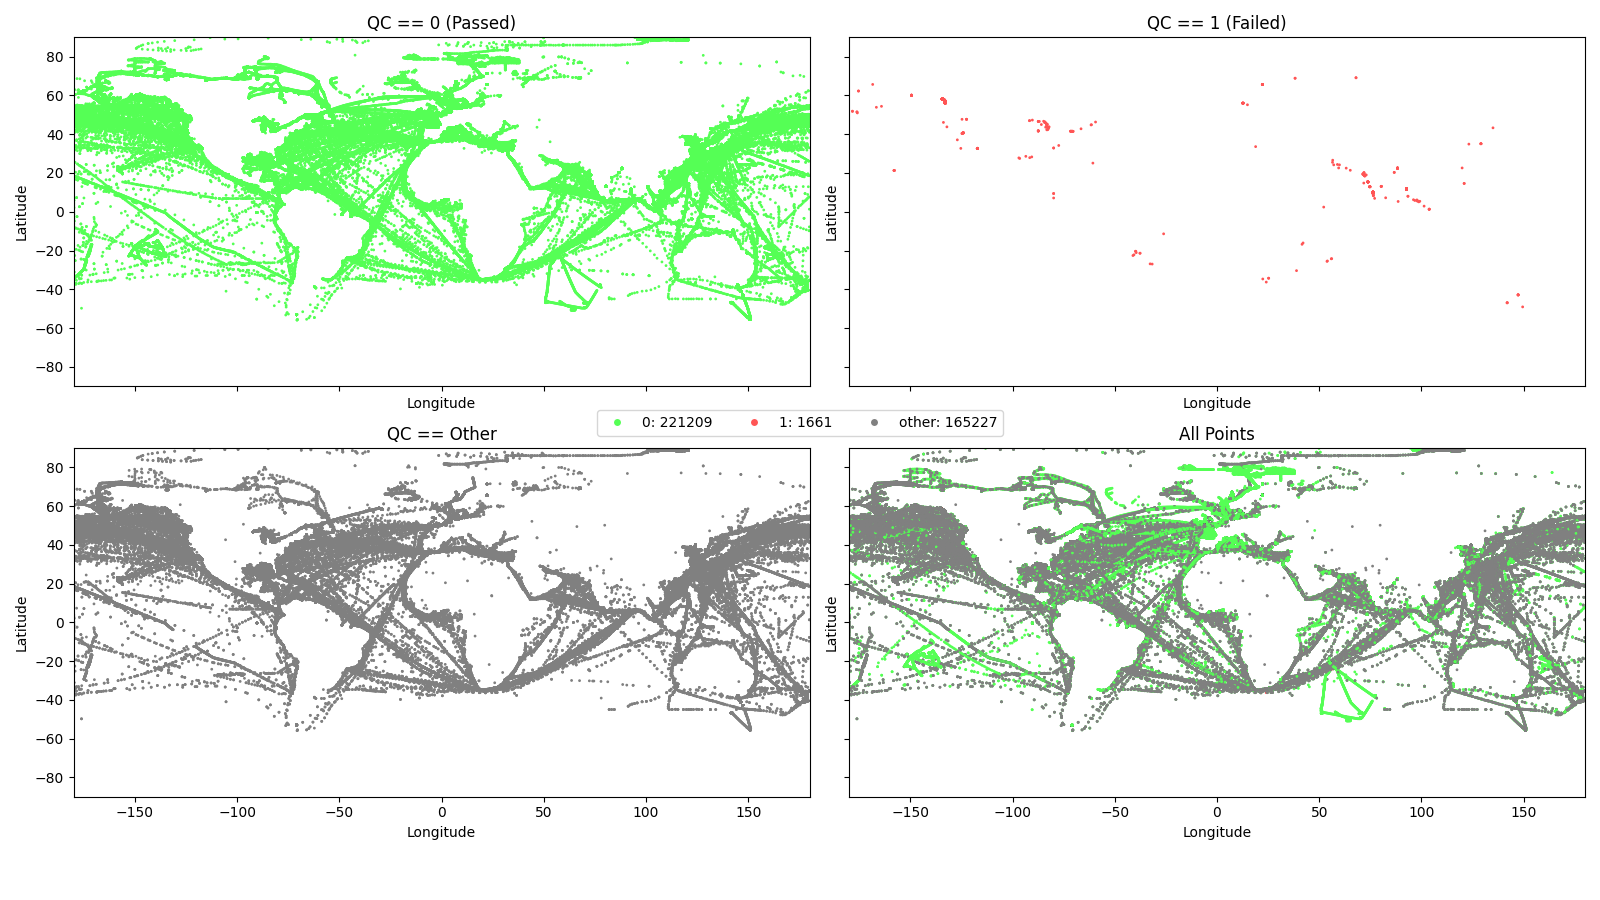 QC == 0 (Passed)
QC == 1 (Failed)
Latitude
80
60
40
20
0
−20
−40
−60
−80
Longitude
Latitude
Longitude
0: 221209
1: 1661
other: 165227
QC == Other
All Points
Latitude
80
60
40
20
0
−20
−40
−60
−80
−150
−100
−50
0
50
100
150
Longitude
Latitude
−150
−100
−50
0
50
100
150
Longitude